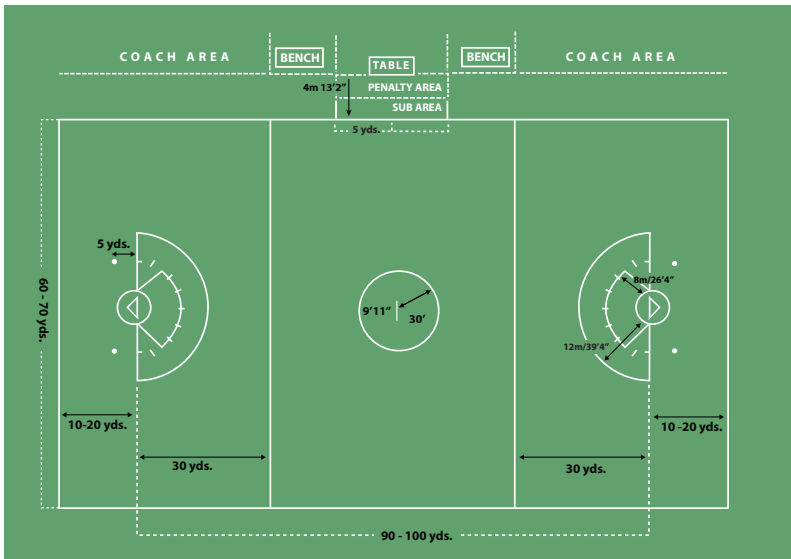 COACH AREA
BENCH
TABLE
BENCH
COACH AREA
4m 13'2"
PENALTY AREA
SUB AREA
5 yds.
5 yds.
60 - 70 yds.
8m/26'4"
9'11"
30'
12m/39'4"
10-20 yds.
10 -20 yds.
30 yds.
30 yds.
90 - 100 yds.